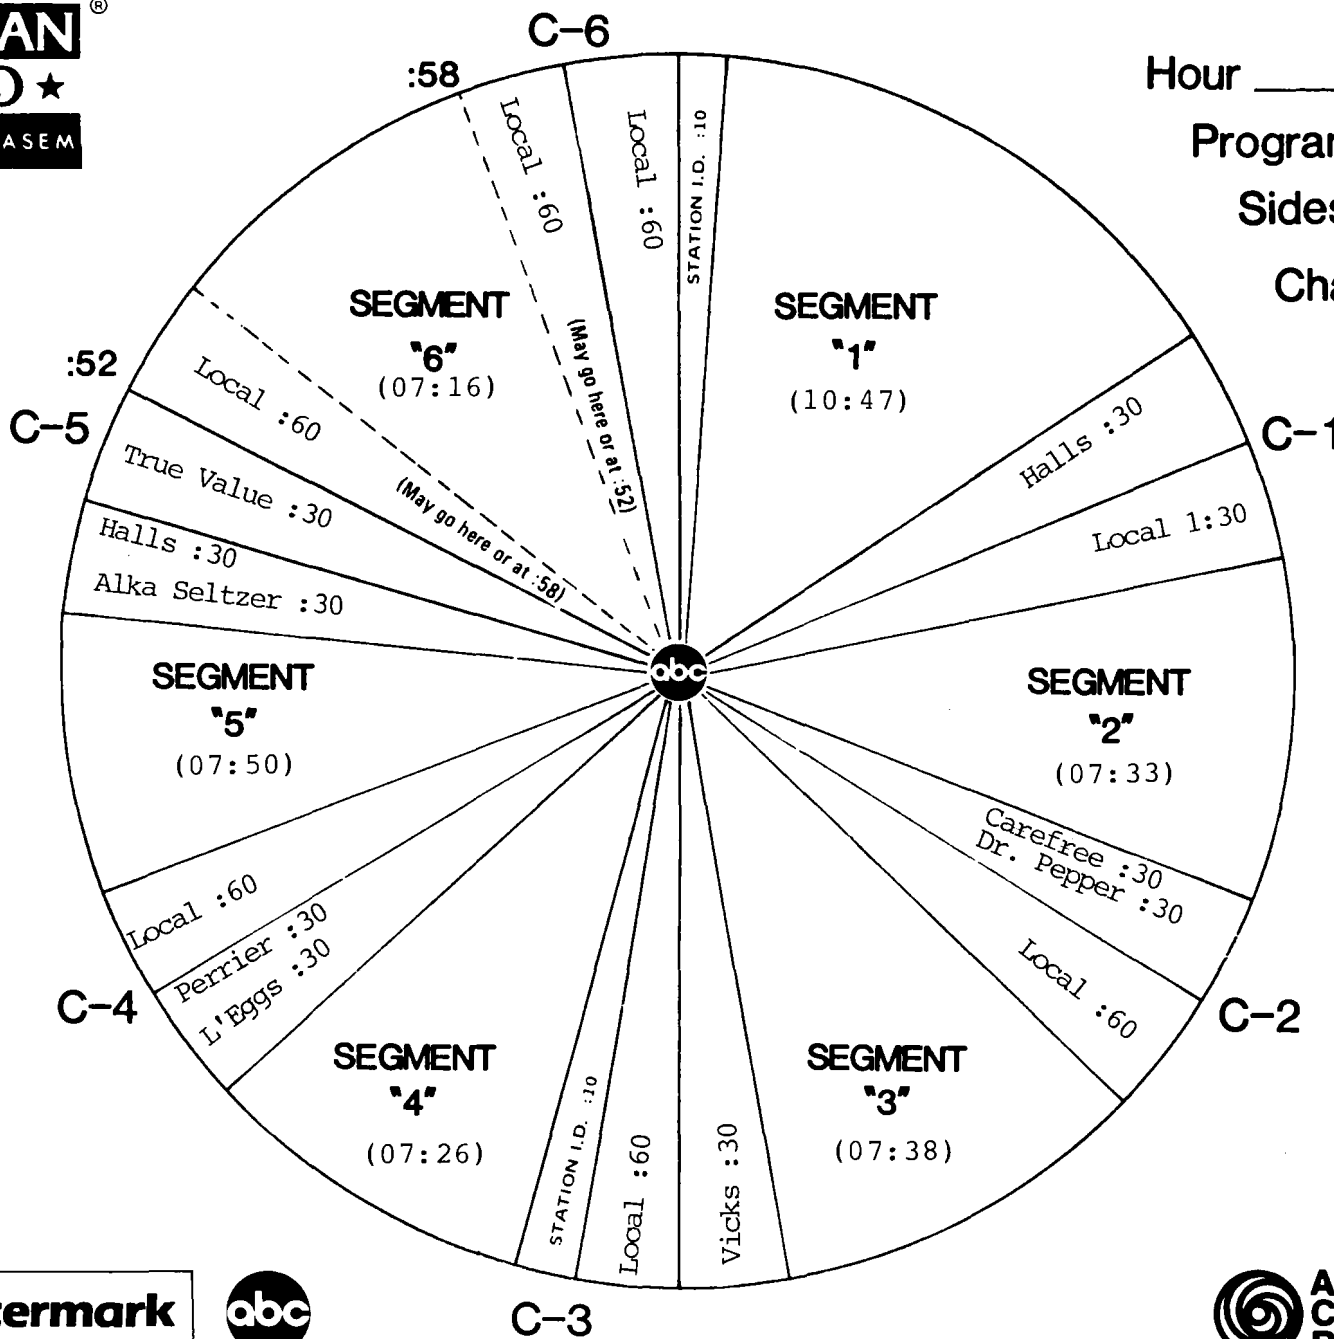 AN ®
ASEM
C-6
:58
Hour
Local :60
Local :60
STATION I.D. :10
SEGMENT
"6"
(07:16)
(May go here or at :52)
SEGMENT
"1"
(10:47)
:52
C-5
Local :60
(May go here or at :58)
Halls :30
C-1
True Value :30
Local 1:30
Halls :30
Alka Seltzer :30
abc
SEGMENT
"5"
(07:50)
SEGMENT
"2"
(07:33)
Carefree :30
Dr. Pepper :30
Local :60
Perrier :30
L'Eggs :30
C-4
Local :60
C-2
SEGMENT
"4"
(07:26)
SEGMENT
"3"
(07:38)
STATION I.D. :10
Local :60
Vicks :30
C-3
termark
abc